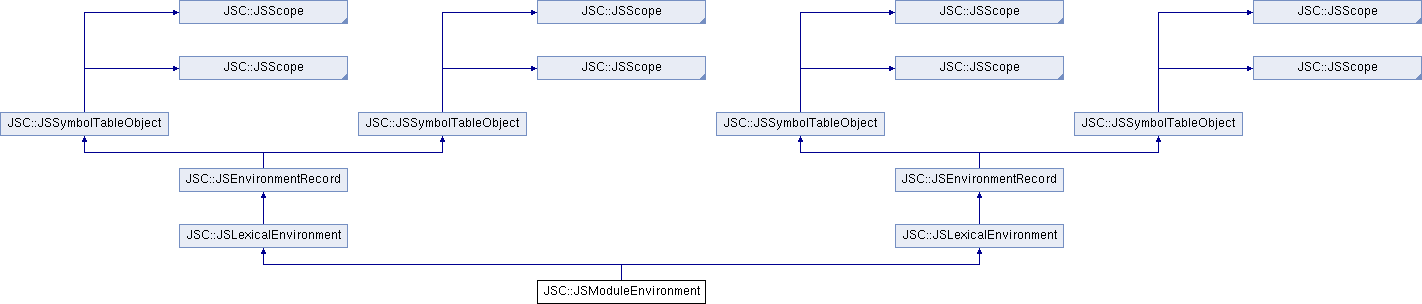 JSC::JSScope JSC::JSScope JSC::JSScope JSC::JSScope
JSC::JSScope JSC::JSScope JSC::JSScope JSC::JSScope
JSC::JSSymbolTableObject JSC::JSSymbolTableObject JSC::JSSymbolTableObject JSC::JSSymbolTableObject
JSC::JSEnvironmentRecord JSC::JSEnvironmentRecord
JSC::JSLexicalEnvironment JSC::JSLexicalEnvironment
JSC::JSModuleEnvironment